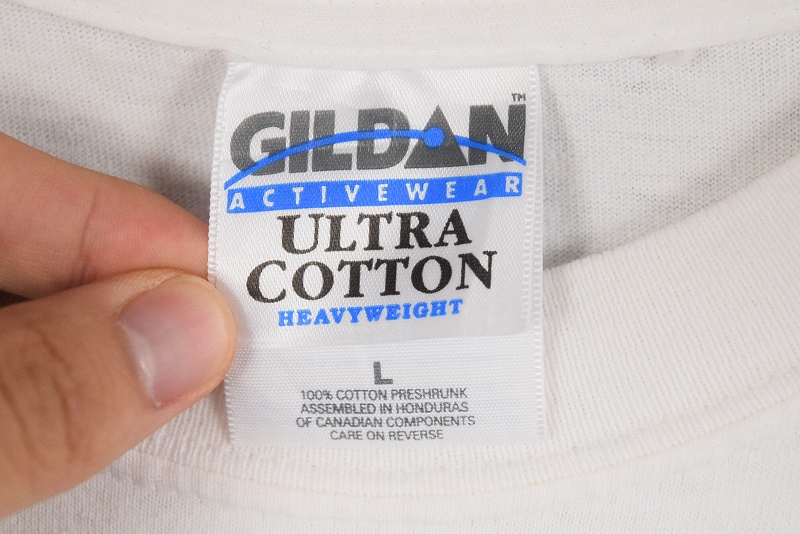 GILDAN™
ACTIVEWEAR
ULTRA
COTTON
HEAVYWEIGHT
L
100% COTTON PRESHRUNK
ASSEMBLED IN HONDURAS
OF CANADIAN COMPONENTS
CARE ON REVERSE